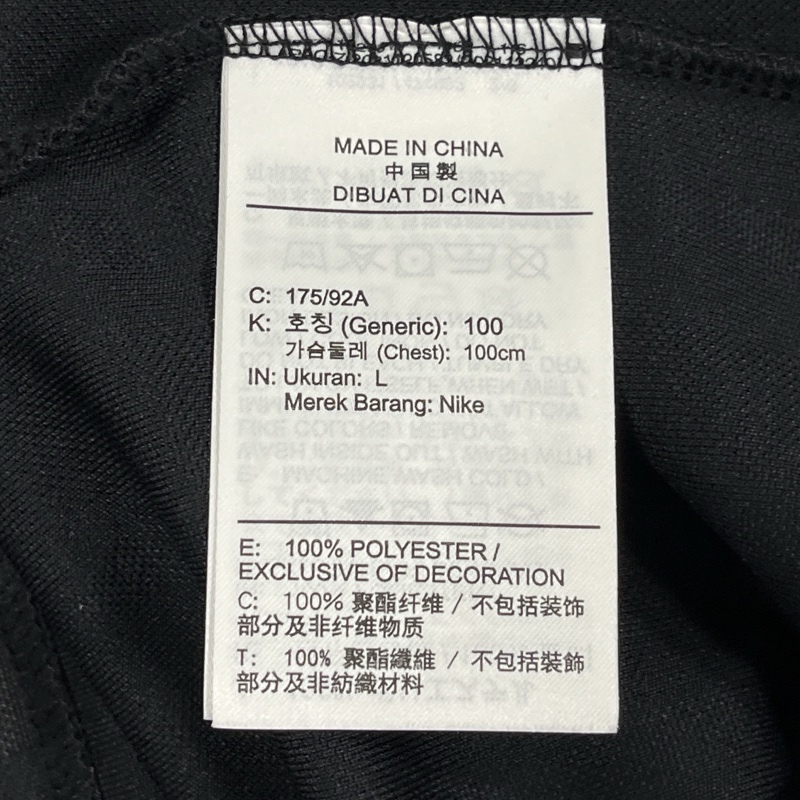 MADE IN CHINA
中国製
DIBUAT DI CINA
C: 175/92A
K: 호칭 (Generic): 100
가슴둘레 (Chest): 100cm
IN: Ukuran: L
Merek Barang: Nike
E: 100% POLYESTER /
EXCLUSIVE OF DECORATION
C: 100% 聚酯纤维 / 不包括装饰
部分及非纤维物质
T: 100% 聚酯纖維 / 不包括裝飾
部分及非紡織材料